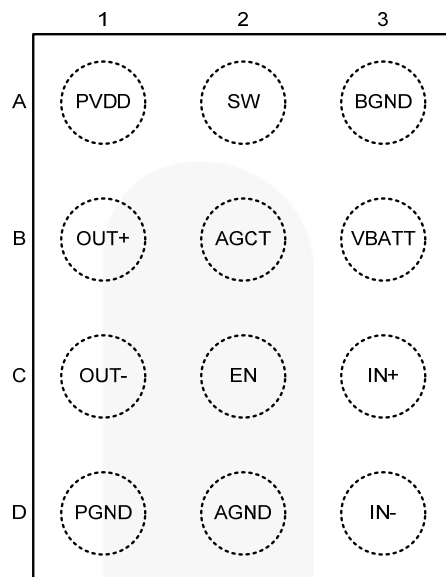 1 2 3
A PVDD SW BGND
B OUT+ AGCT VBATT
C OUT- EN IN+
D PGND AGND IN-